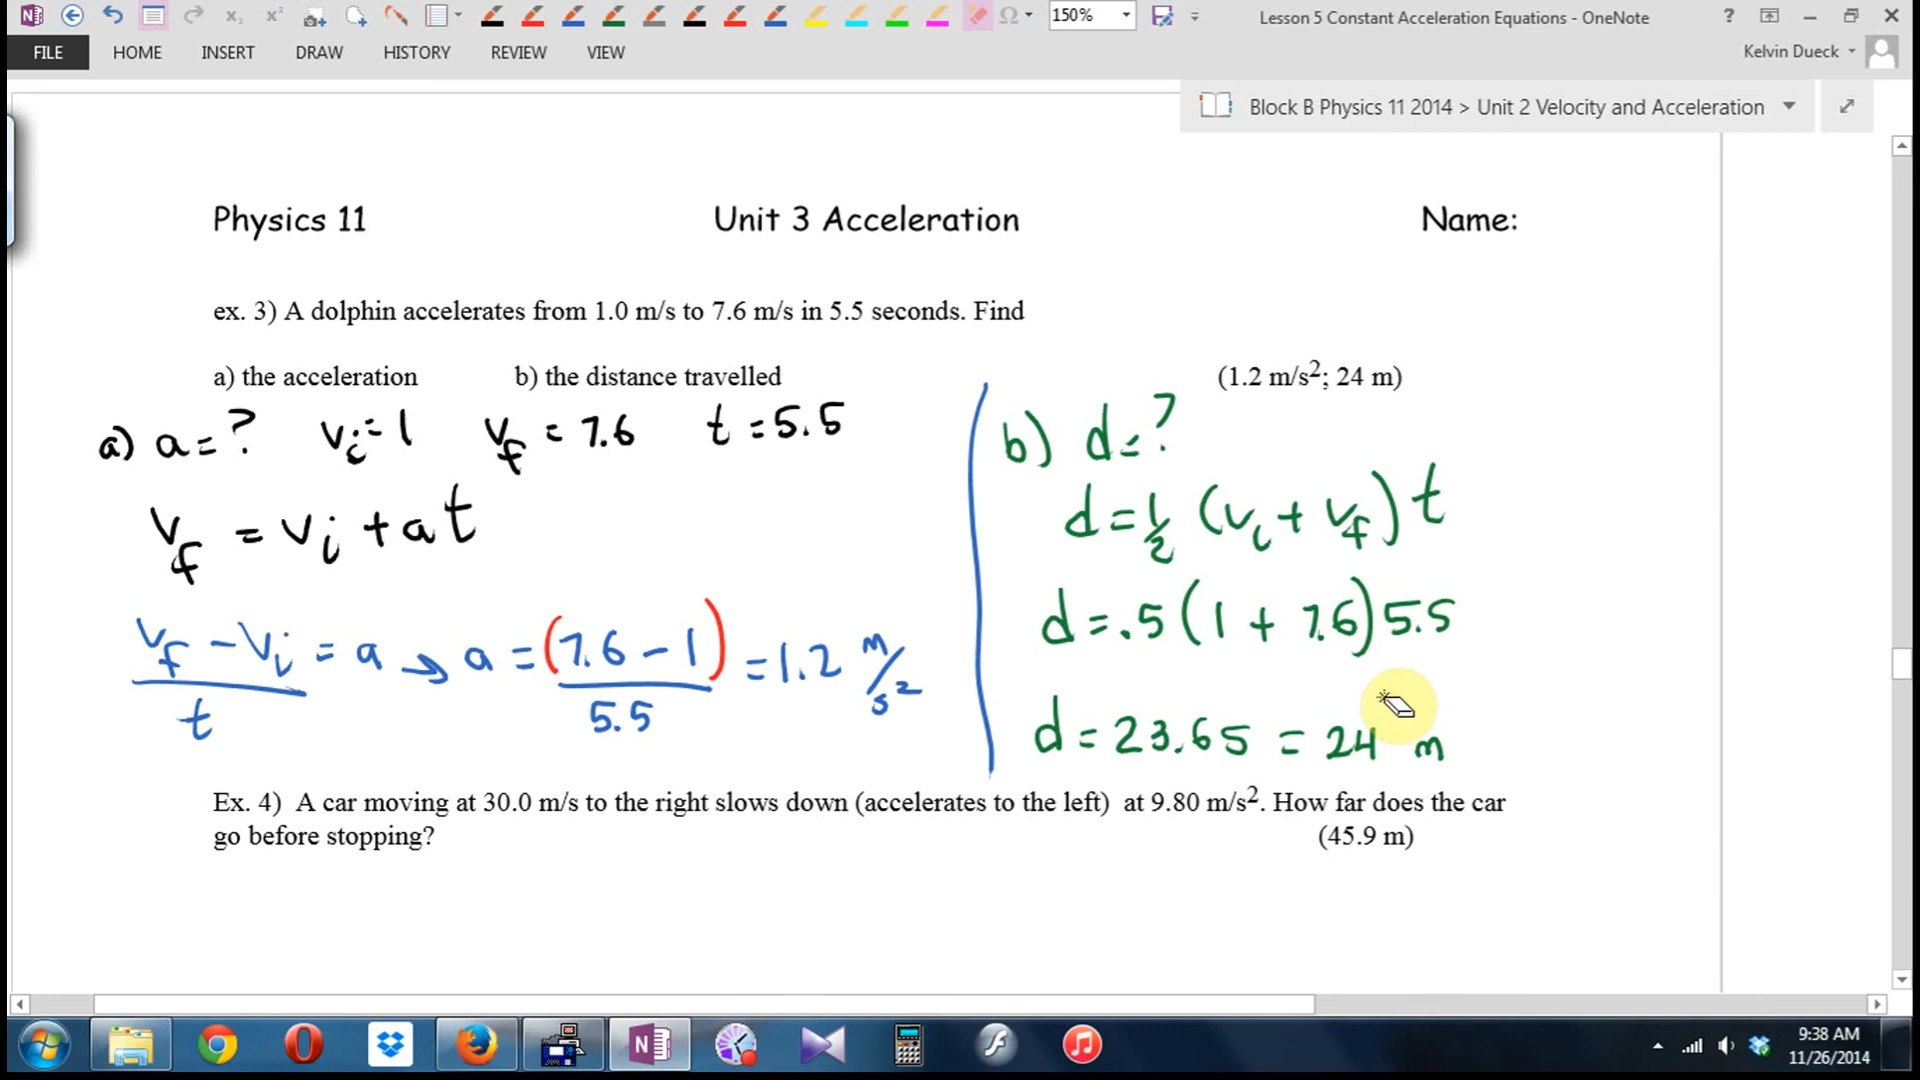 Lesson 5 Constant Acceleration Equations - OneNote
150%
FILE HOME INSERT DRAW HISTORY REVIEW VIEW
Kelvin Dueck
Block B Physics 11 2014 > Unit 2 Velocity and Acceleration
Physics 11 Unit 3 Acceleration Name:
ex. 3) A dolphin accelerates from 1.0 m/s to 7.6 m/s in 5.5 seconds. Find
a) the acceleration b) the distance travelled (1.2 m/s²; 24 m)
a) a = ? vᵢ = 1 v_f = 7.6 t = 5.5
v_f = vᵢ + at
(v_f - vᵢ)/t = a → a = (7.6 - 1)/5.5 = 1.2 m/s²
b) d = ?
d = ½ (vᵢ + v_f) t
d = .5 (1 + 7.6) 5.5
d = 23.65 = 24 m
Ex. 4) A car moving at 30.0 m/s to the right slows down (accelerates to the left) at 9.80 m/s². How far does the car
go before stopping? (45.9 m)
9:38 AM
11/26/2014